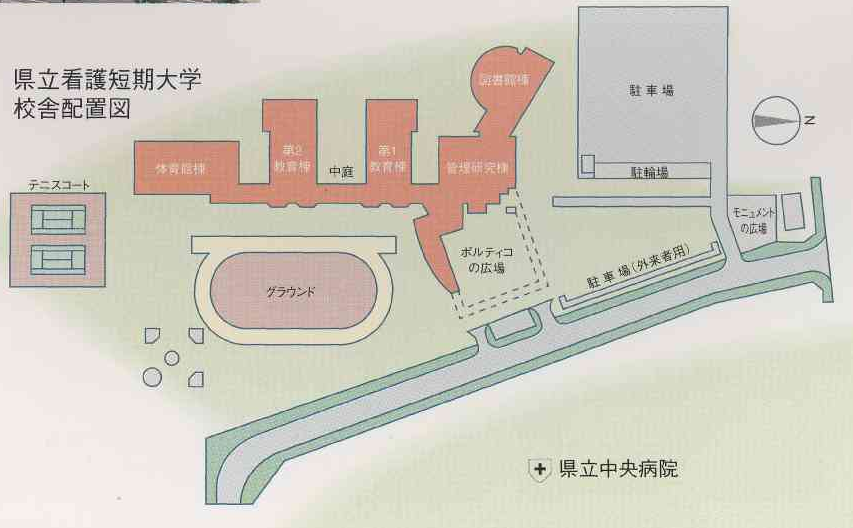 県立看護短期大学
校舎配置図
図書館棟
駐車場
N
体育館棟
第2
教育棟
中庭
第1
教育棟
管理研究棟
駐輪場
テニスコート
モニュメント
の広場
ポルティコ
の広場
駐車場(外来者用)
グラウンド
県立中央病院